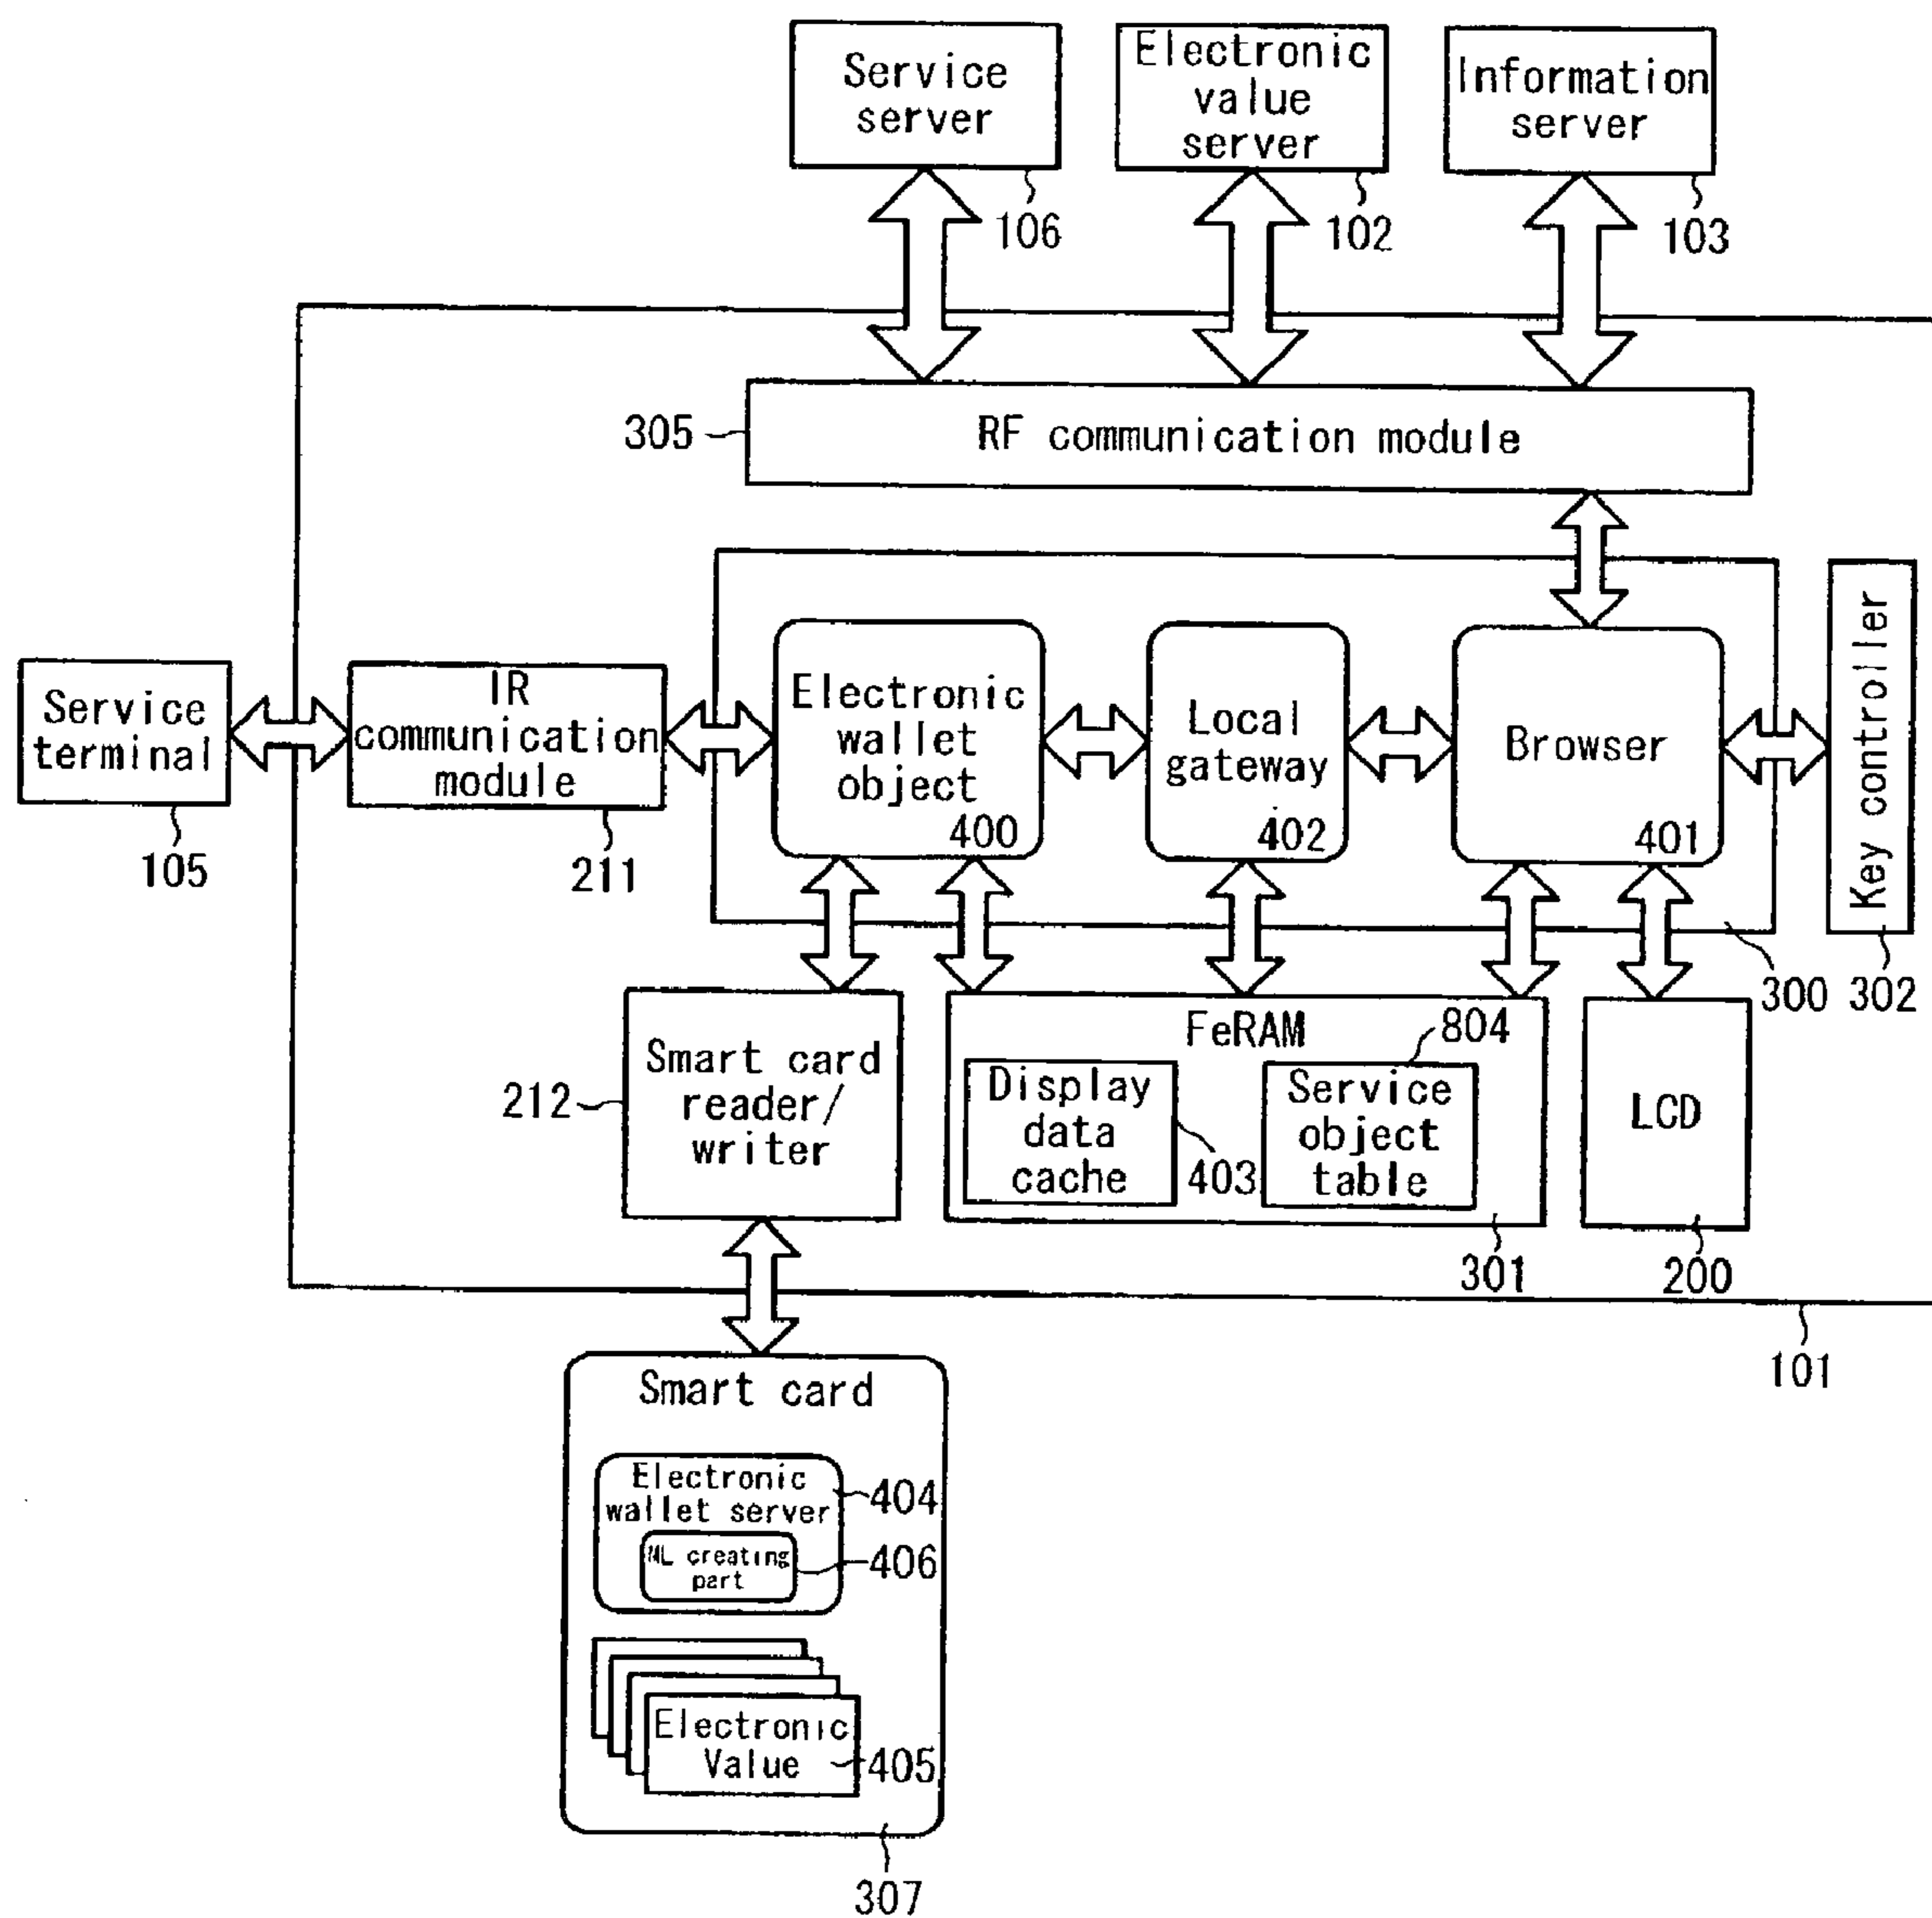 Service
server
106
Electronic
value
server
102
Information
server
103
305
RF communication module
Service
terminal
105
IR
communication
module
211
Electronic
wallet
object
400
Local
gateway
402
Browser
401
Key controller
302
300
212
Smart card
reader/
writer
FeRAM
804
Display
data
cache
403
Service
object
table
301
LCD
200
101
Smart card
Electronic
wallet server
404
ML creating
part
406
Electronic
Value
405
307